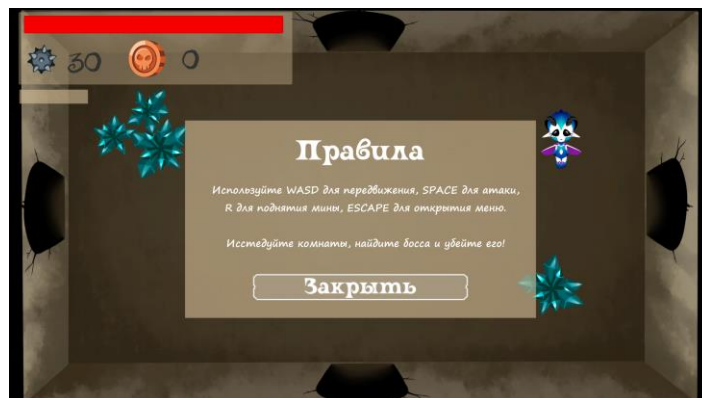 30 0
Правила
Используйте WASD для передвижения, SPACE для атаки,
R для поднятия мины, ESCAPE для открытия меню.
Исстедуйте комнаты, найдите босса и убейте его!
Закрыть